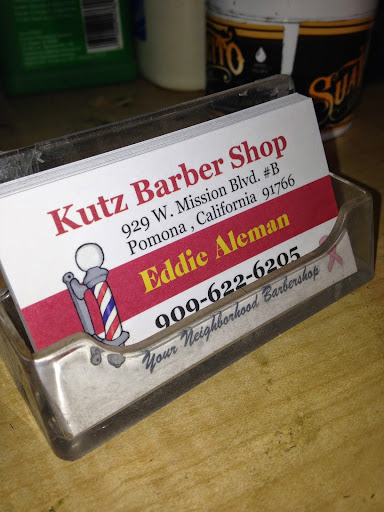 Kutz Barber Shop
929 W. Mission Blvd. #B
Pomona , California 91766
Eddie Aleman
909-622-6205
Your Neighborhood Barbershop